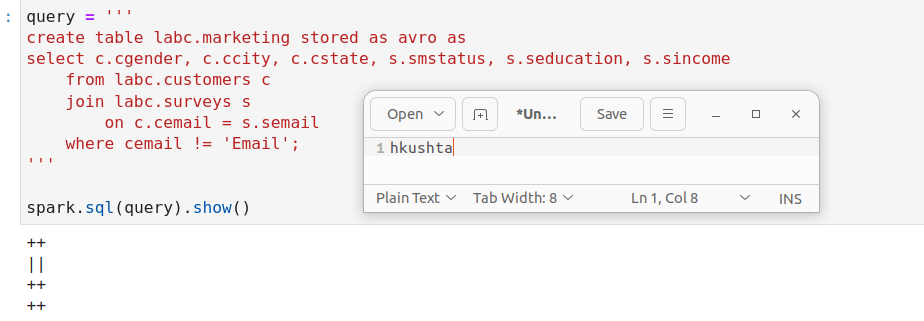 :
query = '''
create table labc.marketing stored as avro as
select c.cgender, c.ccity, c.cstate, s.smstatus, s.seducation, s.sincome
    from labc.customers c
    join labc.surveys s
        on c.cemail = s.semail
    where cemail != 'Email';
'''
spark.sql(query).show()
Open *Un... Save
1 hkushta
Plain Text Tab Width: 8 Ln 1, Col 8 INS
++
||
++
++